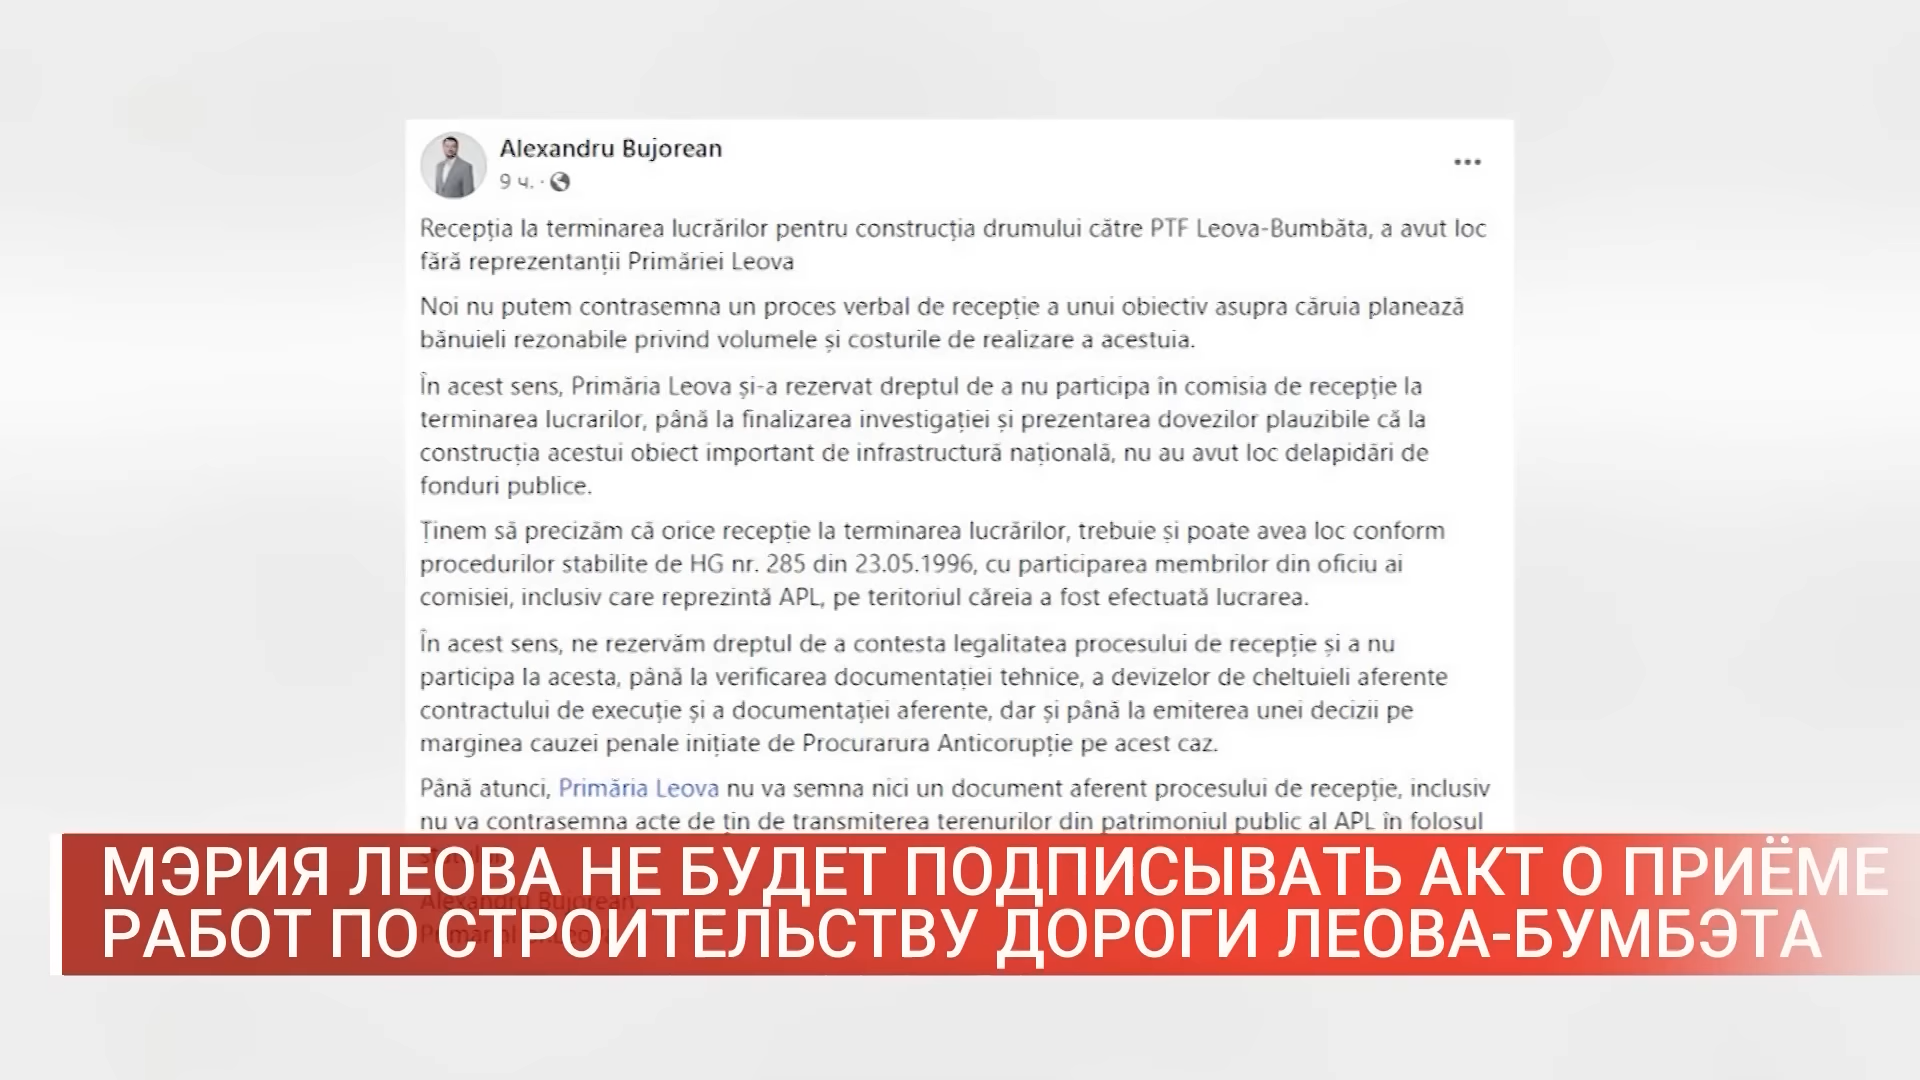 Alexandru Bujorean
9 ч. ·
Recepția la terminarea lucrărilor pentru construcția drumului către PTF Leova-Bumbăta, a avut loc
fără reprezentanții Primăriei Leova
Noi nu putem contrasemna un proces verbal de recepție a unui obiectiv asupra căruia planează
bănuieli rezonabile privind volumele și costurile de realizare a acestuia.
În acest sens, Primăria Leova și-a rezervat dreptul de a nu participa în comisia de recepție la
terminarea lucrarilor, până la finalizarea investigației și prezentarea dovezilor plauzibile că la
construcția acestui obiect important de infrastructură națională, nu au avut loc delapidări de
fonduri publice.
Ținem să precizăm că orice recepție la terminarea lucrărilor, trebuie și poate avea loc conform
procedurilor stabilite de HG nr. 285 din 23.05.1996, cu participarea membrilor din oficiu ai
comisiei, inclusiv care reprezintă APL, pe teritoriul căreia a fost efectuată lucrarea.
În acest sens, ne rezervăm dreptul de a contesta legalitatea procesului de recepție și a nu
participa la acesta, până la verificarea documentației tehnice, a devizelor de cheltuieli aferente
contractului de execuție și a documentației aferente, dar și până la emiterea unei decizii pe
marginea cauzei penale inițiate de Procurarura Anticorupție pe acest caz.
Până atunci, Primăria Leova nu va semna nici un document aferent procesului de recepție, inclusiv
nu va contrasemna acte de țin de transmiterea terenurilor din patrimoniul public al APL în folosul
МЭРИЯ ЛЕОВА НЕ БУДЕТ ПОДПИСЫВАТЬ АКТ О ПРИЁМЕ
Alexandru Bujorean,
РАБОТ ПО СТРОИТЕЛЬСТВУ ДОРОГИ ЛЕОВА-БУМБЭТА